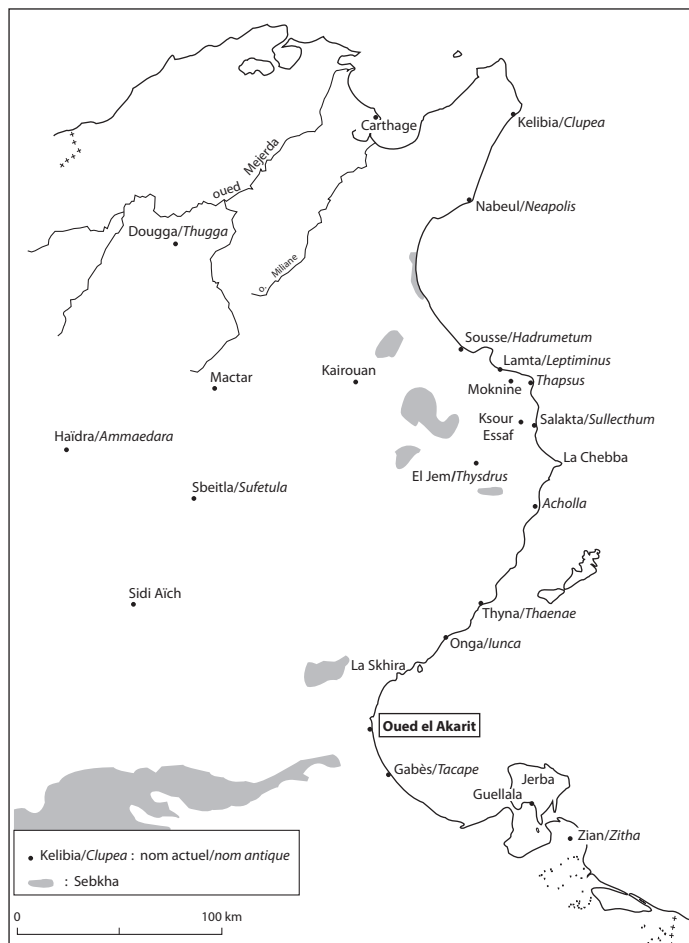 Carthage
Kelibia/Clupea
oued Mejerda
Nabeul/Neapolis
Dougga/Thugga
o. Miliane
Sousse/Hadrumetum
Lamta/Leptiminus
Kairouan
Mactar
Moknine
Thapsus
Ksour
Essaf
Salakta/Sullecthum
Haïdra/Ammaedara
La Chebba
El Jem/Thysdrus
Sbeitla/Sufetula
Acholla
Sidi Aïch
Thyna/Thaenae
Onga/Iunca
La Skhira
Oued el Akarit
Gabès/Tacape
Jerba
Guellala
Zian/Zitha
Kelibia/Clupea : nom actuel/nom antique
: Sebkha
0 100 km